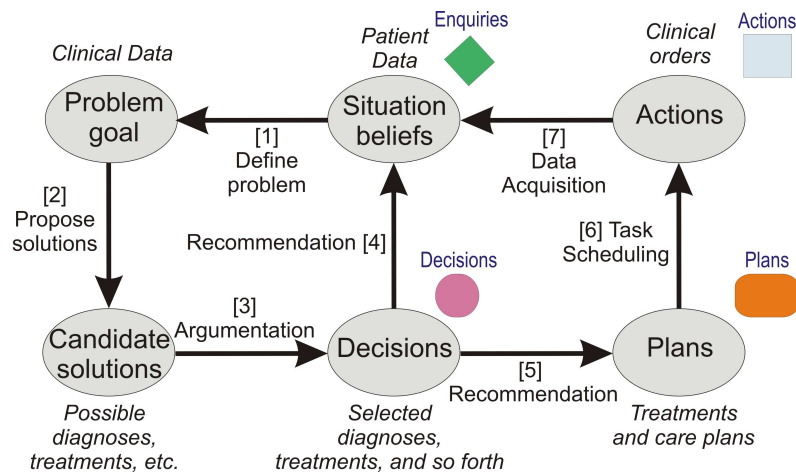 Clinical Data
Problem
goal
Patient
Data
Enquiries
Situation
beliefs
Clinical
orders
Actions
Actions
[1]
Define
problem
[7]
Data
Acquisition
[2]
Propose
solutions
Recommendation [4]
[6] Task
Scheduling
Decisions
Plans
[3]
Argumentation
Candidate
solutions
Decisions
[5]
Recommendation
Plans
Possible
diagnoses,
treatments, etc.
Selected
diagnoses,
treatments, and so forth
Treatments
and care plans